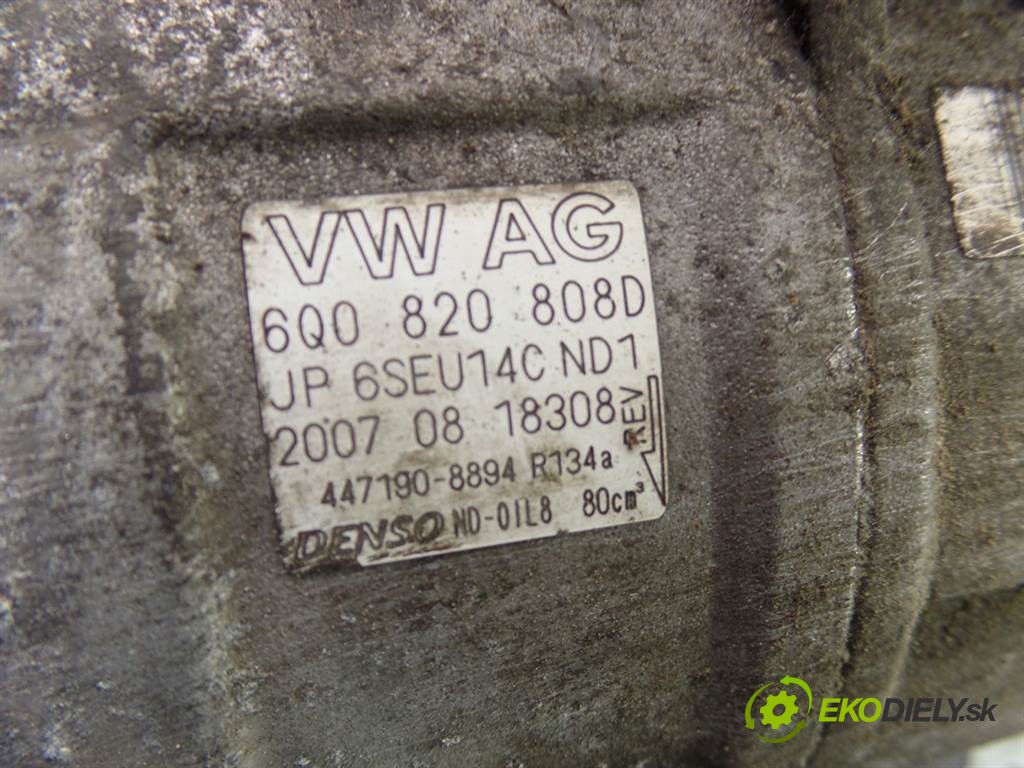 VW AG
6Q0 820 808D
JP 6SEU14C ND1
2007 08 18308
REV
447190-8894 R134a
DENSO ND-OIL8 80cm³
EKODIELY.sk